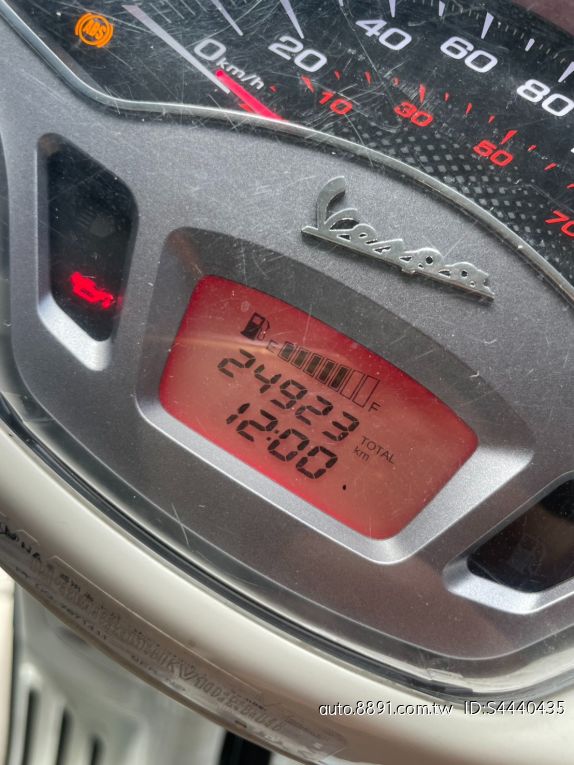 ABS
0 km/h 20 40 60 80
10 30 50 70
Vespa
E F
24923 TOTAL km
12:00
auto.8891.com.tw ID:S4440435